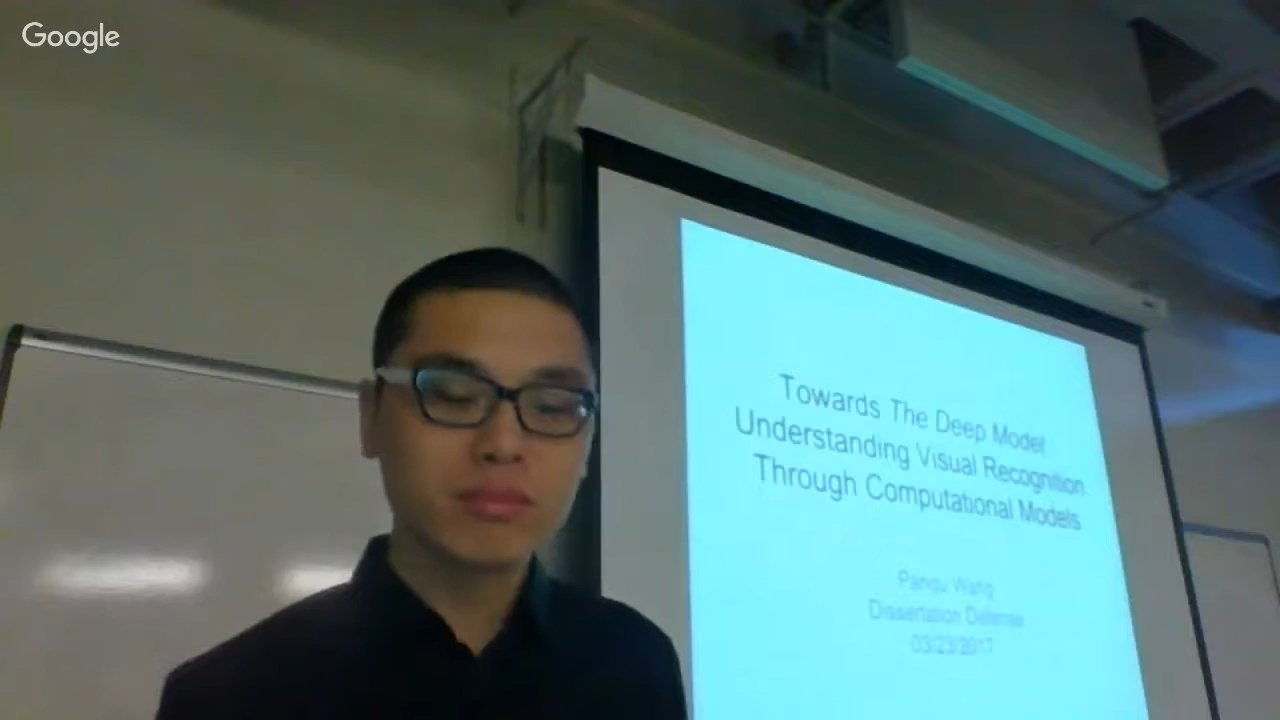 Google
Towards The Deep Model
Understanding Visual Recognition
Through Computational Models
Panqu Wang
Dissertation Defense
03/23/2017